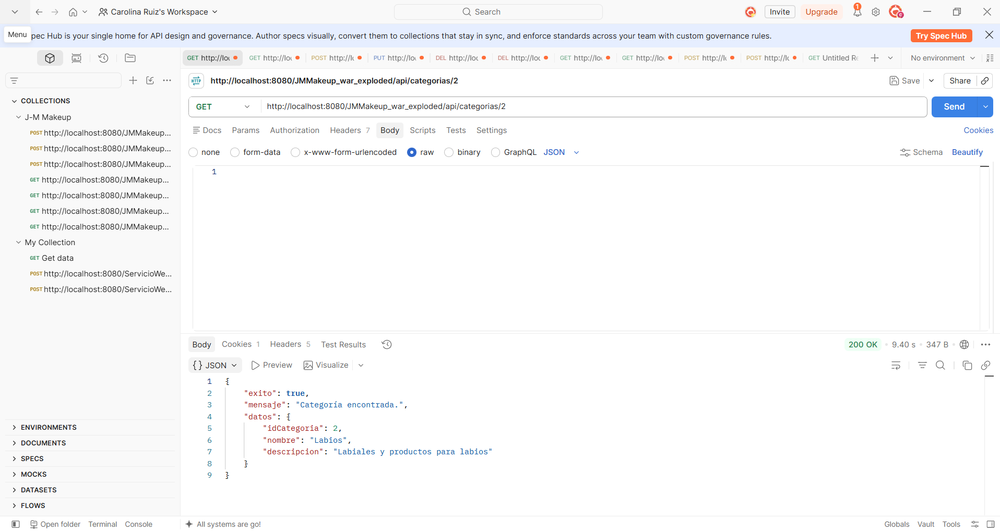 Carolina Ruiz's Workspace
Search
Invite
Upgrade
1
Menu
pec Hub is your single home for API design and governance. Author specs visually, convert them to collections that stay in sync, and enforce standards across your team with custom governance rules.
Try Spec Hub
GET http://loc
GET http://loc
POST http://lo
PUT http://loc
DEL http://loc
DEL http://loc
GET http://loc
GET http://loc
POST http://lo
POST http://lo
GET Untitled Re
No environment
HTTP
http://localhost:8080/JMMakeup_war_exploded/api/categorias/2
Save
Share
GET
http://localhost:8080/JMMakeup_war_exploded/api/categorias/2
Send
Docs
Params
Authorization
Headers 7
Body
Scripts
Tests
Settings
Cookies
none
form-data
x-www-form-urlencoded
raw
binary
GraphQL
JSON
Schema
Beautify
1
COLLECTIONS
J-M Makeup
POST http://localhost:8080/JMMakeup...
POST http://localhost:8080/JMMakeup...
POST http://localhost:8080/JMMakeup...
GET http://localhost:8080/JMMakeup...
GET http://localhost:8080/JMMakeup...
GET http://localhost:8080/JMMakeup...
GET http://localhost:8080/JMMakeup...
My Collection
GET Get data
POST http://localhost:8080/ServicioWe...
POST http://localhost:8080/ServicioWe...
ENVIRONMENTS
DOCUMENTS
SPECS
MOCKS
DATASETS
FLOWS
Body
Cookies 1
Headers 5
Test Results
200 OK
9.40 s
347 B
{} JSON
Preview
Visualize
1 {
2 "exito": true,
3 "mensaje": "Categoría encontrada.",
4 "datos": {
5 "idCategoria": 2,
6 "nombre": "Labios",
7 "descripcion": "Labiales y productos para labios"
8 }
9 }
Open folder
Terminal
Console
All systems are go!
Globals
Vault
Tools